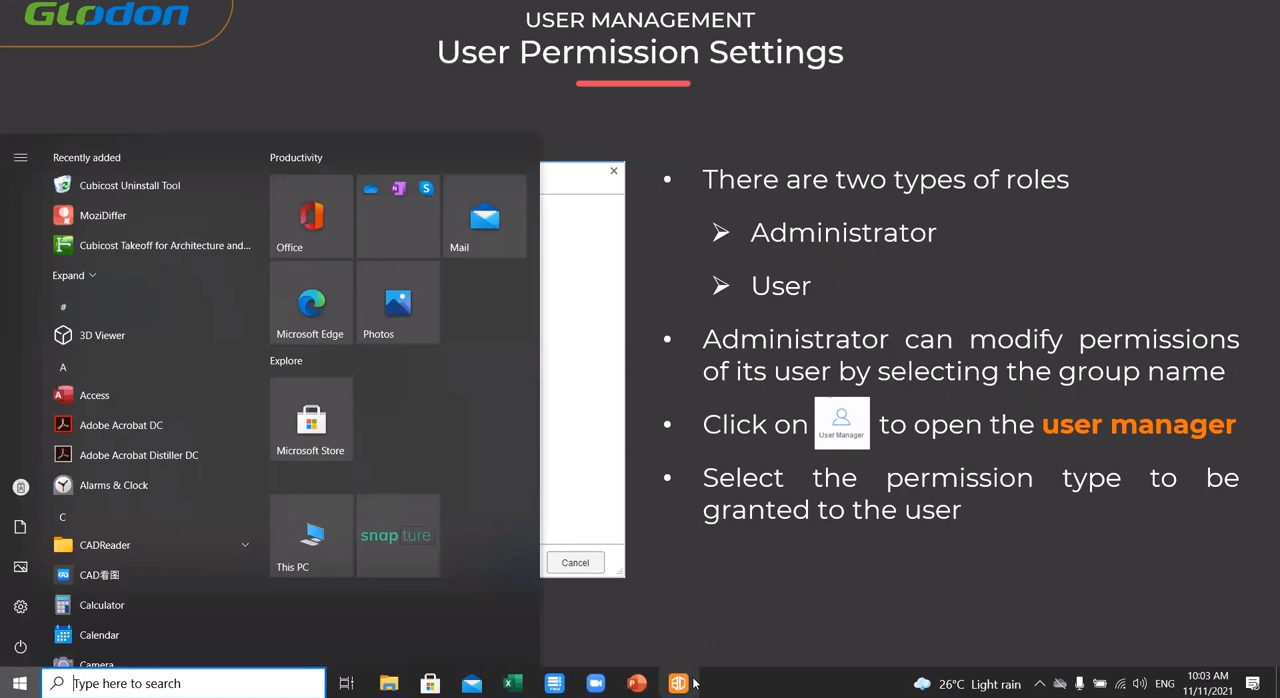 Glodon
USER MANAGEMENT
User Permission Settings
Recently added
Cubicost Uninstall Tool
MoziDiffer
Cubicost Takeoff for Architecture and...
Expand
#
3D Viewer
A
Access
Adobe Acrobat DC
Adobe Acrobat Distiller DC
Alarms & Clock
C
CADReader
CAD看图
Calculator
Calendar
Camera
Productivity
Office
Mail
Microsoft Edge
Photos
Explore
Microsoft Store
This PC
snapture
Cancel
• There are two types of roles
➢ Administrator
➢ User
• Administrator can modify permissions
of its user by selecting the group name
• Click on User Manager to open the user manager
• Select the permission type to be
granted to the user
Type here to search
26°C Light rain
ENG
10:03 AM
11/11/2021